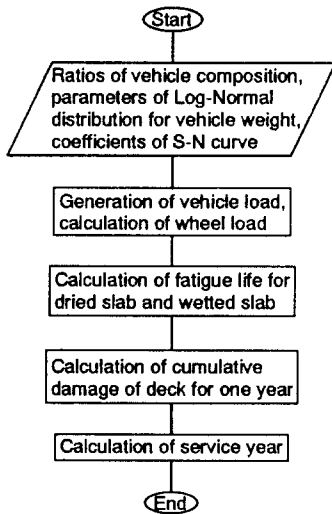 Start
Ratios of vehicle composition,
parameters of Log-Normal
distribution for vehicle weight,
coefficients of S-N curve
Generation of vehicle load,
calculation of wheel load
Calculation of fatigue life for
dried slab and wetted slab
Calculation of cumulative
damage of deck for one year
Calculation of service year
End